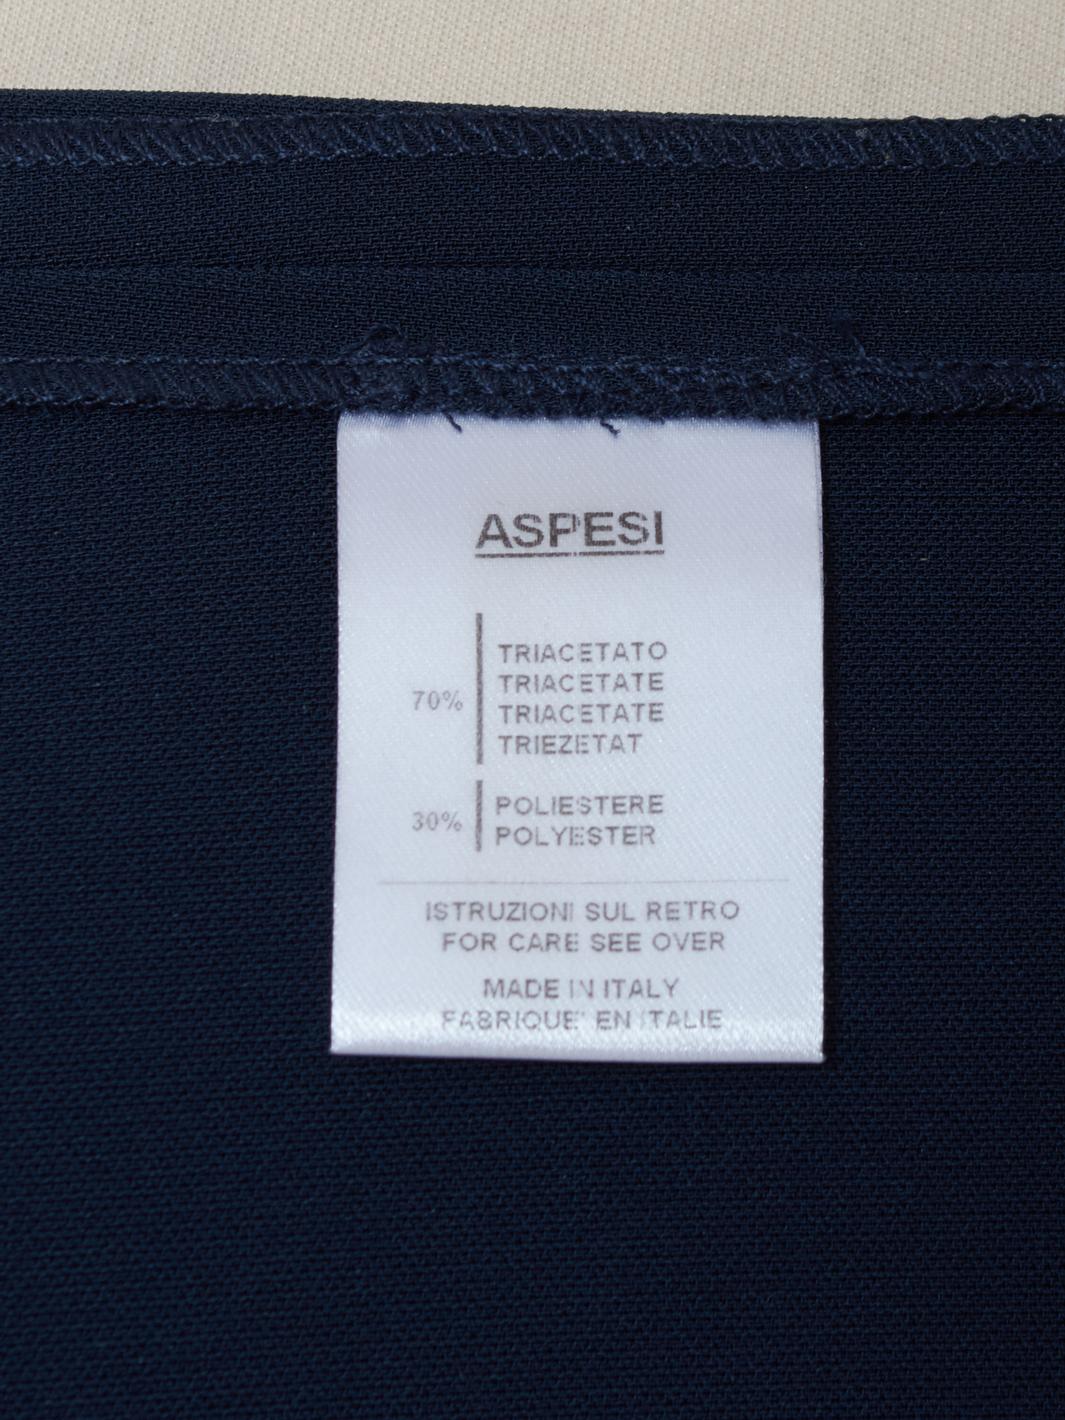 ASPESI
70%
TRIACETATO
TRIACETATE
TRIACETATE
TRIEZETAT
30%
POLIESTERE
POLYESTER
ISTRUZIONI SUL RETRO
FOR CARE SEE OVER
MADE IN ITALY
FABRIQUE' EN ITALIE